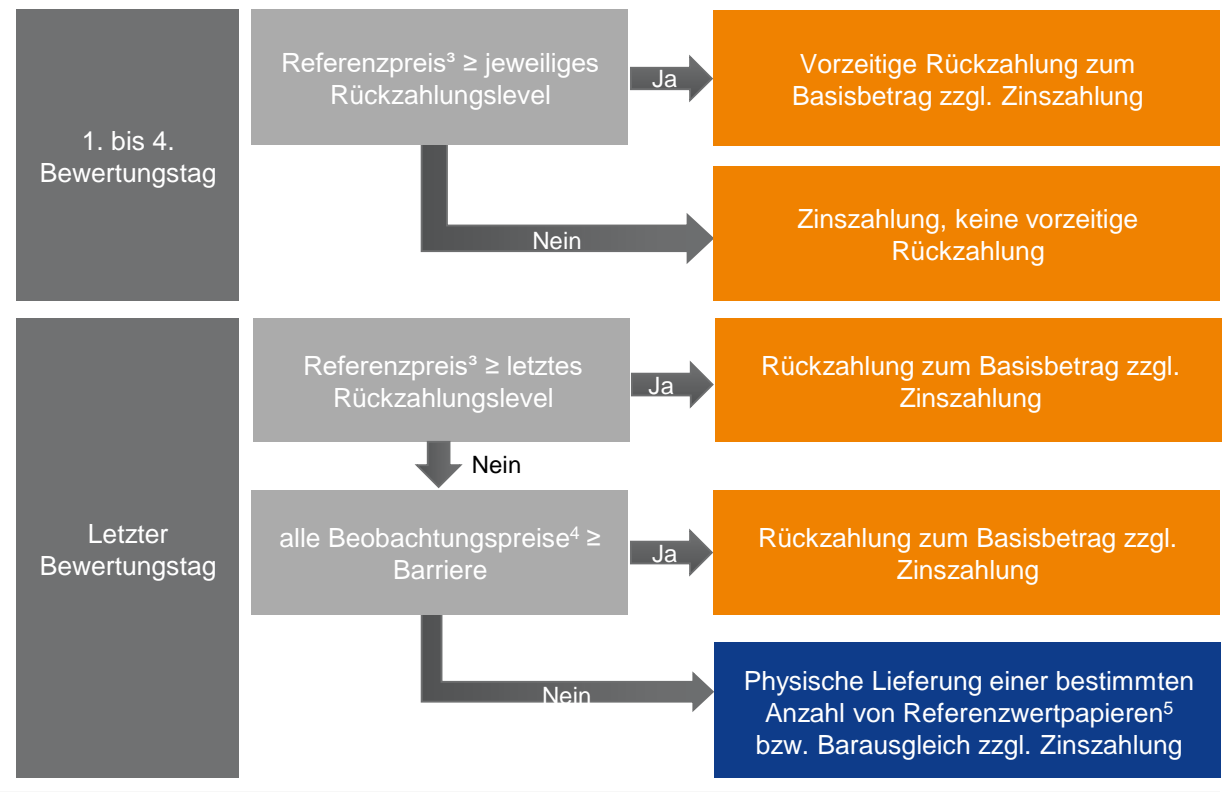 1. bis 4.
Bewertungstag
Referenzpreis³ ≥ jeweiliges
Rückzahlungslevel
Ja
Vorzeitige Rückzahlung zum
Basisbetrag zzgl. Zinszahlung
Nein
Zinszahlung, keine vorzeitige
Rückzahlung
Letzter
Bewertungstag
Referenzpreis³ ≥ letztes
Rückzahlungslevel
Ja
Rückzahlung zum Basisbetrag zzgl.
Zinszahlung
Nein
alle Beobachtungspreise⁴ ≥
Barriere
Ja
Rückzahlung zum Basisbetrag zzgl.
Zinszahlung
Nein
Physische Lieferung einer bestimmten
Anzahl von Referenzwertpapieren⁵
bzw. Barausgleich zzgl. Zinszahlung